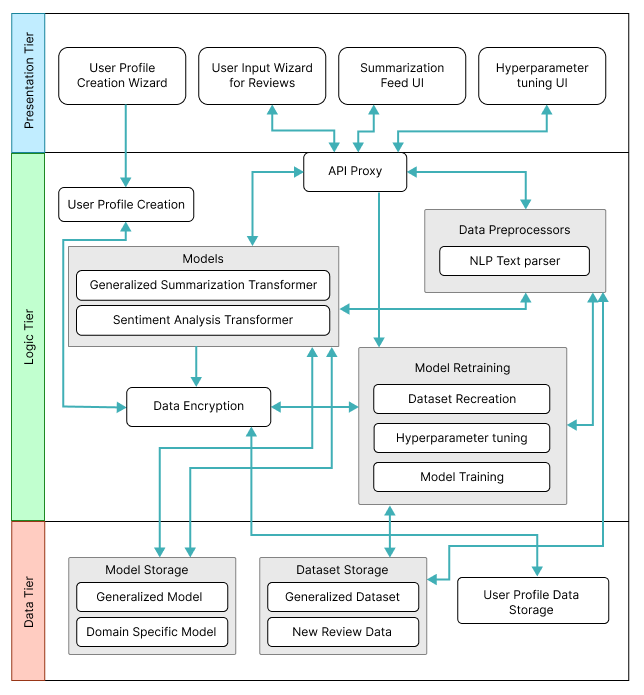 Presentation Tier
User Profile
Creation Wizard
User Input Wizard
for Reviews
Summarization
Feed UI
Hyperparameter
tuning UI
Logic Tier
API Proxy
User Profile Creation
Data Preprocessors
NLP Text parser
Models
Generalized Summarization Transformer
Sentiment Analysis Transformer
Model Retraining
Dataset Recreation
Hyperparameter tuning
Model Training
Data Encryption
Data Tier
Model Storage
Generalized Model
Domain Specific Model
Dataset Storage
Generalized Dataset
New Review Data
User Profile Data
Storage